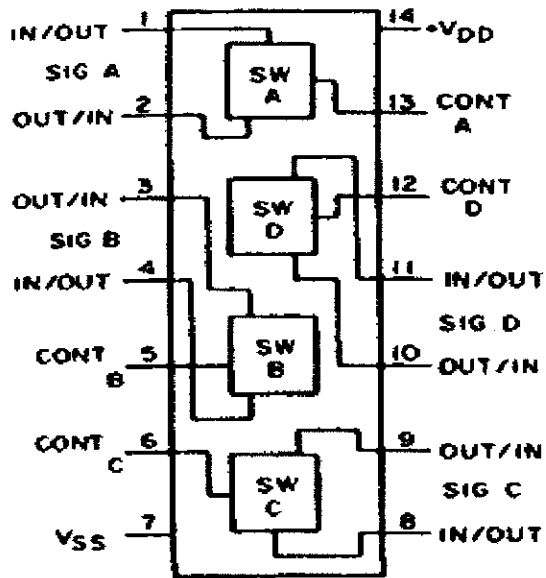 IN/OUT 1
SIG A
OUT/IN 2
OUT/IN 3
SIG B
IN/OUT 4
CONT B 5
CONT C 6
VSS 7
SW A
SW D
SW B
SW C
14 VDD
13 CONT A
12 CONT D
11 IN/OUT
SIG D
10 OUT/IN
9 OUT/IN
SIG C
8 IN/OUT